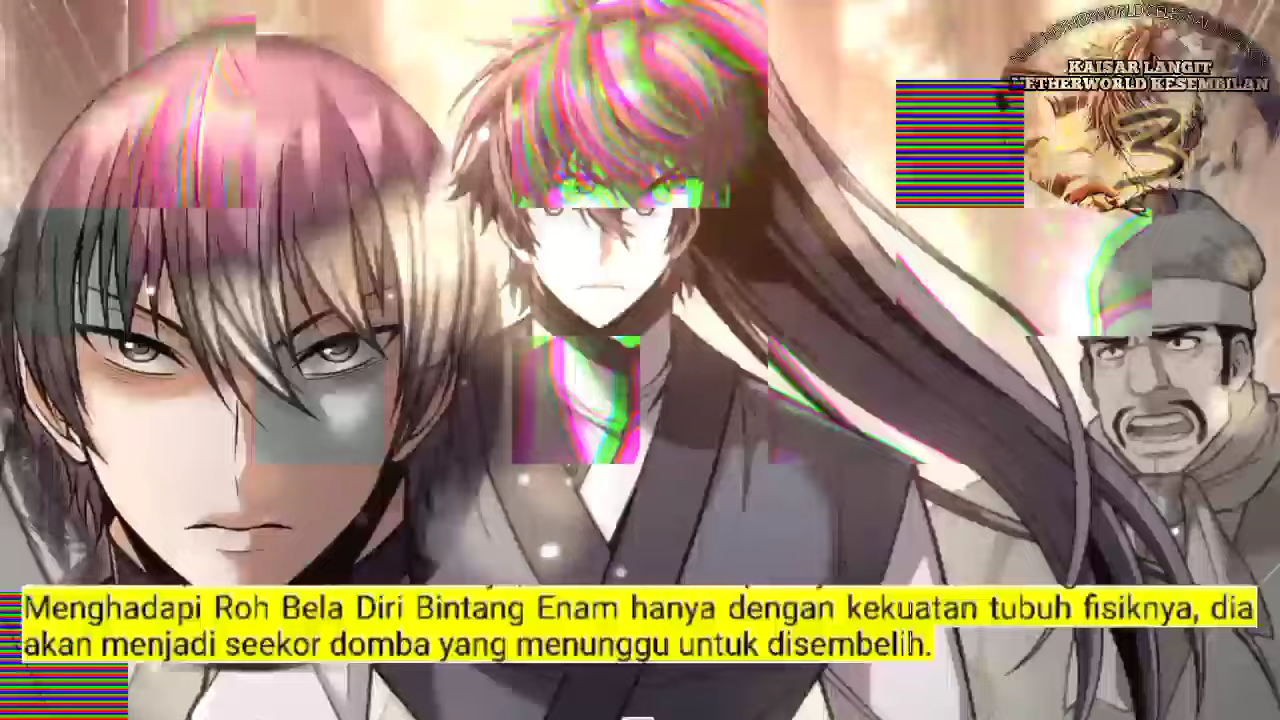 KAISAR LANGIT
NETHERWORLD KESEMBILAN
3
Menghadapi Roh Bela Diri Bintang Enam hanya dengan kekuatan tubuh fisiknya, dia
akan menjadi seekor domba yang menunggu untuk disembelih.